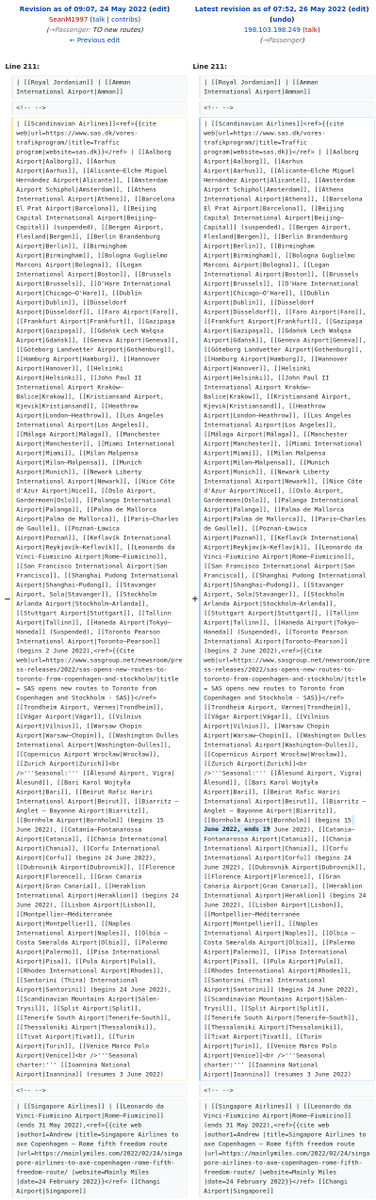 Revision as of 09:07, 24 May 2022 (edit)
SeanM1997 (talk | contribs)
(→Passenger: TO new routes)
← Previous edit
Line 211:
| [[Royal Jordanian]] || [[Amman
International Airport|Amman]]
<!-- -->
| [[Scandinavian Airlines]]<ref>{{cite
web|url=https://www.sas.dk/vores-
trafikprogram/|title=Traffic
program|website=sas.dk}}</ref> | [[Aalborg
Airport|Aalborg]], [[Aarhus
Airport|Aarhus]], [[Alicante–Elche Miguel
Hernández Airport|Alicante]], [[Amsterdam
Airport Schiphol|Amsterdam]], [[Athens
International Airport|Athens]], [[Barcelona
El Prat Airport|Barcelona]], [[Beijing
Capital International Airport|Beijing–
Capital]] (suspended), [[Bergen Airport,
Flesland|Bergen]], [[Berlin Brandenburg
Airport|Berlin]], [[Birmingham
Airport|Birmingham]], [[Bologna Guglielmo
Marconi Airport|Bologna]], [[Logan
International Airport|Boston]], [[Brussels
Airport|Brussels]], [[O'Hare International
Airport|Chicago–O'Hare]], [[Dublin
Airport|Dublin]], [[Düsseldorf
Airport|Düsseldorf]], [[Faro Airport|Faro]],
[[Frankfurt Airport|Frankfurt]], [[Gazipaşa
Airport|Gazipaşa]], [[Gdańsk Lech Wałęsa
Airport|Gdańsk]], [[Geneva Airport|Geneva]],
[[Göteborg Landvetter Airport|Gothenburg]],
[[Hamburg Airport|Hamburg]], [[Hannover
Airport|Hanover]], [[Helsinki
Airport|Helsinki]], [[John Paul II
International Airport Kraków–
Balice|Krakow]], [[Kristiansand Airport,
Kjevik|Kristiansand]], [[Heathrow
Airport|London–Heathrow]], [[Los Angeles
International Airport|Los Angeles]],
[[Málaga Airport|Málaga]], [[Manchester
Airport|Manchester]], [[Miami International
Airport|Miami]], [[Milan Malpensa
Airport|Milan–Malpensa]], [[Munich
Airport|Munich]], [[Newark Liberty
International Airport|Newark]], [[Nice Côte
d'Azur Airport|Nice]], [[Oslo Airport,
Gardermoen|Oslo]], [[Palanga International
Airport|Palanga]], [[Palma de Mallorca
Airport|Palma de Mallorca]], [[Paris–Charles
de Gaulle]], [[Poznań–Ławica
Airport|Poznań]], [[Keflavík International
Airport|Reykjavík–Keflavík]], [[Leonardo da
Vinci–Fiumicino Airport|Rome–Fiumicino]],
[[San Francisco International Airport|San
Francisco]], [[Shanghai Pudong International
Airport|Shanghai–Pudong]], [[Stavanger
Airport, Sola|Stavanger]], [[Stockholm
Arlanda Airport|Stockholm–Arlanda]],
[[Stuttgart Airport|Stuttgart]], [[Tallinn
Airport|Tallinn]], [[Haneda Airport|Tokyo–
Haneda]] (Suspended), [[Toronto Pearson
International Airport|Toronto–Pearson]]
(begins 2 June 2022),<ref>{{Cite
web|url=https://www.sasgroup.net/newsroom/pre
ss-releases/2022/sas-opens-new-routes-to-
toronto-from-copenhagen-and-stockholm/|title
= SAS opens new routes to Toronto from
Copenhagen and Stockholm - SAS}}</ref>
[[Trondheim Airport, Værnes|Trondheim]],
[[Vágar Airport|Vágar]], [[Vilnius
Airport|Vilnius]], [[Warsaw Chopin
Airport|Warsaw–Chopin]], [[Washington Dulles
International Airport|Washington–Dulles]],
[[Copernicus Airport Wrocław|Wrocław]],
[[Zurich Airport|Zurich]]<br
/>'''Seasonal:''' [[Ålesund Airport, Vigra|
Ålesund]], [[Bari Karol Wojtyła
Airport|Bari]], [[Beirut Rafic Hariri
International Airport|Beirut]], [[Biarritz –
Anglet – Bayonne Airport|Biarritz]],
[[Bornholm Airport|Bornholm]] (begins 15
June 2022), [[Catania–Fontanarossa
Airport|Catania]], [[Chania International
Airport|Chania]], [[Corfu International
Airport|Corfu]] (begins 24 June 2022),
[[Dubrovnik Airport|Dubrovnik]], [[Florence
Airport|Florence]], [[Gran Canaria
Airport|Gran Canaria]], [[Heraklion
International Airport|Heraklion]] (begins 24
June 2022), [[Lisbon Airport|Lisbon]],
[[Montpellier–Méditerranée
Airport|Montpellier]], [[Naples
International Airport|Naples]], [[Olbia –
Costa Smeralda Airport|Olbia]], [[Palermo
Airport|Palermo]], [[Pisa International
Airport|Pisa]], [[Pula Airport|Pula]],
[[Rhodes International Airport|Rhodes]],
[[Santorini (Thira) International
Airport|Santorini]] (begins 24 June 2022),
[[Scandinavian Mountains Airport|Sälen-
Trysil]], [[Split Airport|Split]],
[[Tenerife South Airport|Tenerife–South]],
[[Thessaloniki Airport|Thessaloniki]],
[[Tivat Airport|Tivat]], [[Turin
Airport|Turin]], [[Venice Marco Polo
Airport|Venice]]<br />'''Seasonal
charter:''' [[Ioannina National
Airport|Ioannina]] (resumes 3 June 2022)
<!-- -->
| [[Singapore Airlines]] | [[Leonardo da
Vinci–Fiumicino Airport|Rome–Fiumicino]]
(ends 31 May 2022),<ref>{{cite web
|author1=Andrew |title=Singapore Airlines to
axe Copenhagen – Rome fifth freedom route
|url=https://mainlymiles.com/2022/02/24/singa
pore-airlines-to-axe-copenhagen-rome-fifth-
freedom-route/ |website=Mainly Miles
|date=24 February 2022}}</ref> [[Changi
Airport|Singapore]]
Latest revision as of 07:52, 26 May 2022 (edit)
(undo)
198.103.198.249 (talk)
(→Passenger)
Line 211:
| [[Royal Jordanian]] || [[Amman
International Airport|Amman]]
<!-- -->
| [[Scandinavian Airlines]]<ref>{{cite
web|url=https://www.sas.dk/vores-
trafikprogram/|title=Traffic
program|website=sas.dk}}</ref> | [[Aalborg
Airport|Aalborg]], [[Aarhus
Airport|Aarhus]], [[Alicante–Elche Miguel
Hernández Airport|Alicante]], [[Amsterdam
Airport Schiphol|Amsterdam]], [[Athens
International Airport|Athens]], [[Barcelona
El Prat Airport|Barcelona]], [[Beijing
Capital International Airport|Beijing–
Capital]] (suspended), [[Bergen Airport,
Flesland|Bergen]], [[Berlin Brandenburg
Airport|Berlin]], [[Birmingham
Airport|Birmingham]], [[Bologna Guglielmo
Marconi Airport|Bologna]], [[Logan
International Airport|Boston]], [[Brussels
Airport|Brussels]], [[O'Hare International
Airport|Chicago–O'Hare]], [[Dublin
Airport|Dublin]], [[Düsseldorf
Airport|Düsseldorf]], [[Faro Airport|Faro]],
[[Frankfurt Airport|Frankfurt]], [[Gazipaşa
Airport|Gazipaşa]], [[Gdańsk Lech Wałęsa
Airport|Gdańsk]], [[Geneva Airport|Geneva]],
[[Göteborg Landvetter Airport|Gothenburg]],
[[Hamburg Airport|Hamburg]], [[Hannover
Airport|Hanover]], [[Helsinki
Airport|Helsinki]], [[John Paul II
International Airport Kraków–
Balice|Krakow]], [[Kristiansand Airport,
Kjevik|Kristiansand]], [[Heathrow
Airport|London–Heathrow]], [[Los Angeles
International Airport|Los Angeles]],
[[Málaga Airport|Málaga]], [[Manchester
Airport|Manchester]], [[Miami International
Airport|Miami]], [[Milan Malpensa
Airport|Milan–Malpensa]], [[Munich
Airport|Munich]], [[Newark Liberty
International Airport|Newark]], [[Nice Côte
d'Azur Airport|Nice]], [[Oslo Airport,
Gardermoen|Oslo]], [[Palanga International
Airport|Palanga]], [[Palma de Mallorca
Airport|Palma de Mallorca]], [[Paris–Charles
de Gaulle]], [[Poznań–Ławica
Airport|Poznań]], [[Keflavík International
Airport|Reykjavík–Keflavík]], [[Leonardo da
Vinci–Fiumicino Airport|Rome–Fiumicino]],
[[San Francisco International Airport|San
Francisco]], [[Shanghai Pudong International
Airport|Shanghai–Pudong]], [[Stavanger
Airport, Sola|Stavanger]], [[Stockholm
Arlanda Airport|Stockholm–Arlanda]],
[[Stuttgart Airport|Stuttgart]], [[Tallinn
Airport|Tallinn]], [[Haneda Airport|Tokyo–
Haneda]] (Suspended), [[Toronto Pearson
International Airport|Toronto–Pearson]]
(begins 2 June 2022),<ref>{{Cite
web|url=https://www.sasgroup.net/newsroom/pre
ss-releases/2022/sas-opens-new-routes-to-
toronto-from-copenhagen-and-stockholm/|title
= SAS opens new routes to Toronto from
Copenhagen and Stockholm - SAS}}</ref>
[[Trondheim Airport, Værnes|Trondheim]],
[[Vágar Airport|Vágar]], [[Vilnius
Airport|Vilnius]], [[Warsaw Chopin
Airport|Warsaw–Chopin]], [[Washington Dulles
International Airport|Washington–Dulles]],
[[Copernicus Airport Wrocław|Wrocław]],
[[Zurich Airport|Zurich]]<br
/>'''Seasonal:''' [[Ålesund Airport, Vigra|
Ålesund]], [[Bari Karol Wojtyła
Airport|Bari]], [[Beirut Rafic Hariri
International Airport|Beirut]], [[Biarritz –
Anglet – Bayonne Airport|Biarritz]],
[[Bornholm Airport|Bornholm]] (begins 15
June 2022, ends 19 June 2022), [[Catania–
Fontanarossa Airport|Catania]], [[Chania
International Airport|Chania]], [[Corfu
International Airport|Corfu]] (begins 24
June 2022), [[Dubrovnik Airport|Dubrovnik]],
[[Florence Airport|Florence]], [[Gran Canaria
Airport|Gran Canaria]], [[Heraklion
International Airport|Heraklion]] (begins 24
June 2022), [[Lisbon Airport|Lisbon]],
[[Montpellier–Méditerranée
Airport|Montpellier]], [[Naples
International Airport|Naples]], [[Olbia –
Costa Smeralda Airport|Olbia]], [[Palermo
Airport|Palermo]], [[Pisa International
Airport|Pisa]], [[Pula Airport|Pula]],
[[Rhodes International Airport|Rhodes]],
[[Santorini (Thira) International
Airport|Santorini]] (begins 24 June 2022),
[[Scandinavian Mountains Airport|Sälen-
Trysil]], [[Split Airport|Split]],
[[Tenerife South Airport|Tenerife–South]],
[[Thessaloniki Airport|Thessaloniki]],
[[Tivat Airport|Tivat]], [[Turin
Airport|Turin]], [[Venice Marco Polo
Airport|Venice]]<br />'''Seasonal
charter:''' [[Ioannina National
Airport|Ioannina]] (resumes 3 June 2022)
<!-- -->
| [[Singapore Airlines]] | [[Leonardo da
Vinci–Fiumicino Airport|Rome–Fiumicino]]
(ends 31 May 2022),<ref>{{cite web
|author1=Andrew |title=Singapore Airlines to
axe Copenhagen – Rome fifth freedom route
|url=https://mainlymiles.com/2022/02/24/singa
pore-airlines-to-axe-copenhagen-rome-fifth-
freedom-route/ |website=Mainly Miles
|date=24 February 2022}}</ref> [[Changi
Airport|Singapore]]